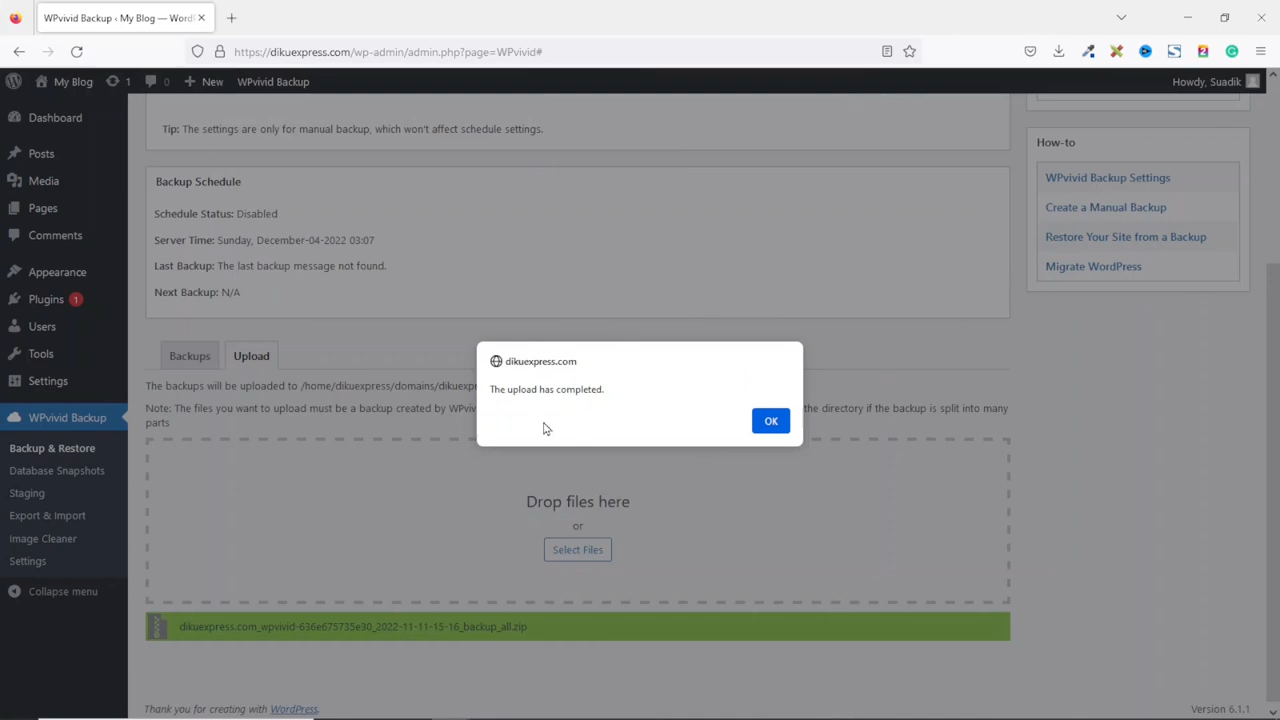 WPvivid Backup ‹ My Blog — Word
https://dikuexpress.com/wp-admin/admin.php?page=WPvivid#
My Blog 1 0 New WPvivid Backup Howdy, Suadik
Dashboard
Posts
Media
Pages
Comments
Appearance
Plugins 1
Users
Tools
Settings
WPvivid Backup
Backup & Restore
Database Snapshots
Staging
Export & Import
Image Cleaner
Settings
Collapse menu
Tip: The settings are only for manual backup, which won't affect schedule settings.
Backup Schedule
Schedule Status: Disabled
Server Time: Sunday, December-04-2022 03:07
Last Backup: The last backup message not found.
Next Backup: N/A
Backups Upload
The backups will be uploaded to /home/dikuexpress/domains/dikuexpr
Note: The files you want to upload must be a backup created by WPviv the directory if the backup is split into many
parts
dikuexpress.com
The upload has completed.
OK
Drop files here
or
Select Files
dikuexpress.com_wpvivid-636e675735e30_2022-11-11-15-16_backup_all.zip
How-to
WPvivid Backup Settings
Create a Manual Backup
Restore Your Site from a Backup
Migrate WordPress
Thank you for creating with WordPress.
Version 6.1.1